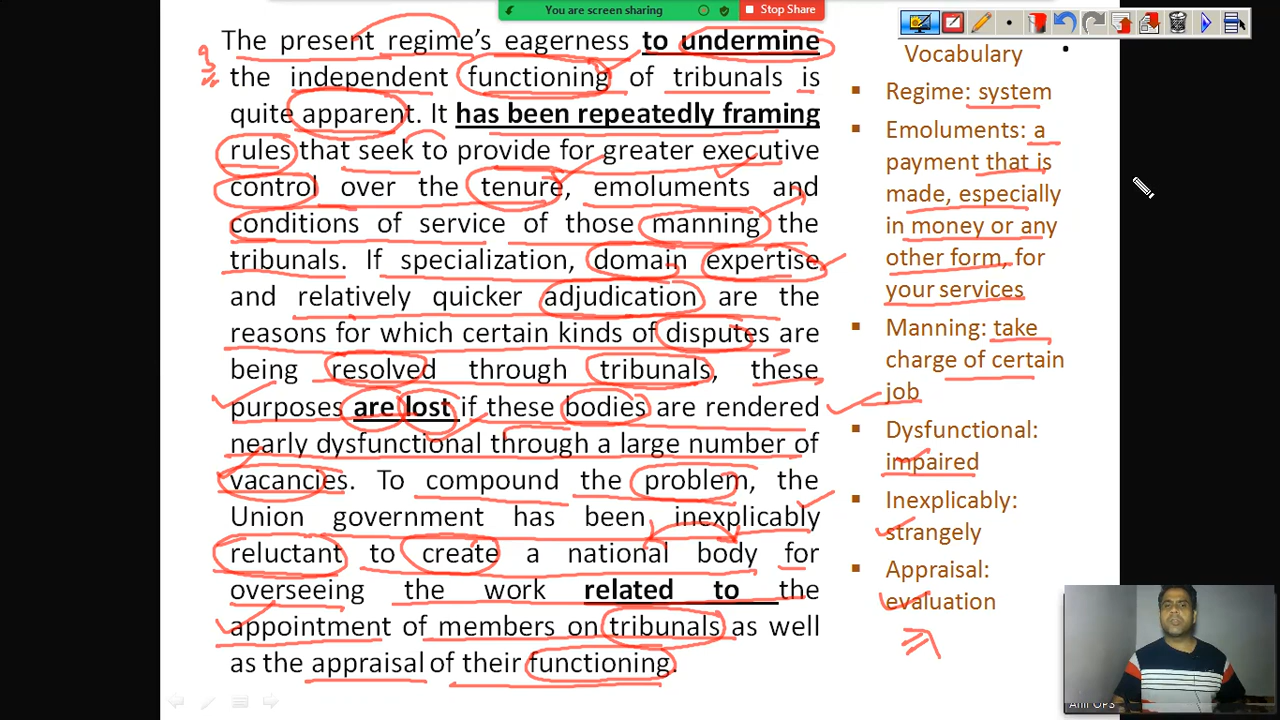 You are screen sharing
Stop Share
The present regime's eagerness to undermine
the independent functioning of tribunals is
quite apparent. It has been repeatedly framing
rules that seek to provide for greater executive
control over the tenure, emoluments and
conditions of service of those manning the
tribunals. If specialization, domain expertise
and relatively quicker adjudication are the
reasons for which certain kinds of disputes are
being resolved through tribunals, these
purposes are lost if these bodies are rendered
nearly dysfunctional through a large number of
vacancies. To compound the problem, the
Union government has been inexplicably
reluctant to create a national body for
overseeing the work related to the
appointment of members on tribunals as well
as the appraisal of their functioning.
Vocabulary
Regime: system
Emoluments: a
payment that is
made, especially
in money or any
other form, for
your services
Manning: take
charge of certain
job
Dysfunctional:
impaired
Inexplicably:
strangely
Appraisal:
evaluation